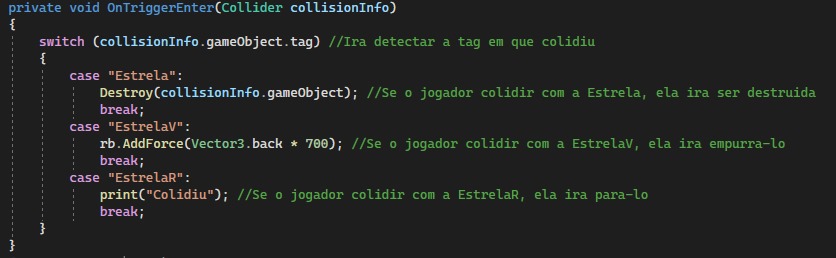 private void OnTriggerEnter(Collider collisionInfo)
{
switch (collisionInfo.gameObject.tag) //Ira detectar a tag em que colidiu
{
case "Estrela":
Destroy(collisionInfo.gameObject); //Se o jogador colidir com a Estrela, ela ira ser destruida
break;
case "EstrelaV":
rb.AddForce(Vector3.back * 700); //Se o jogador colidir com a EstrelaV, ela ira empurra-lo
break;
case "EstrelaR":
print("Colidiu"); //Se o jogador colidir com a EstrelaR, ela ira para-lo
break;
}
}